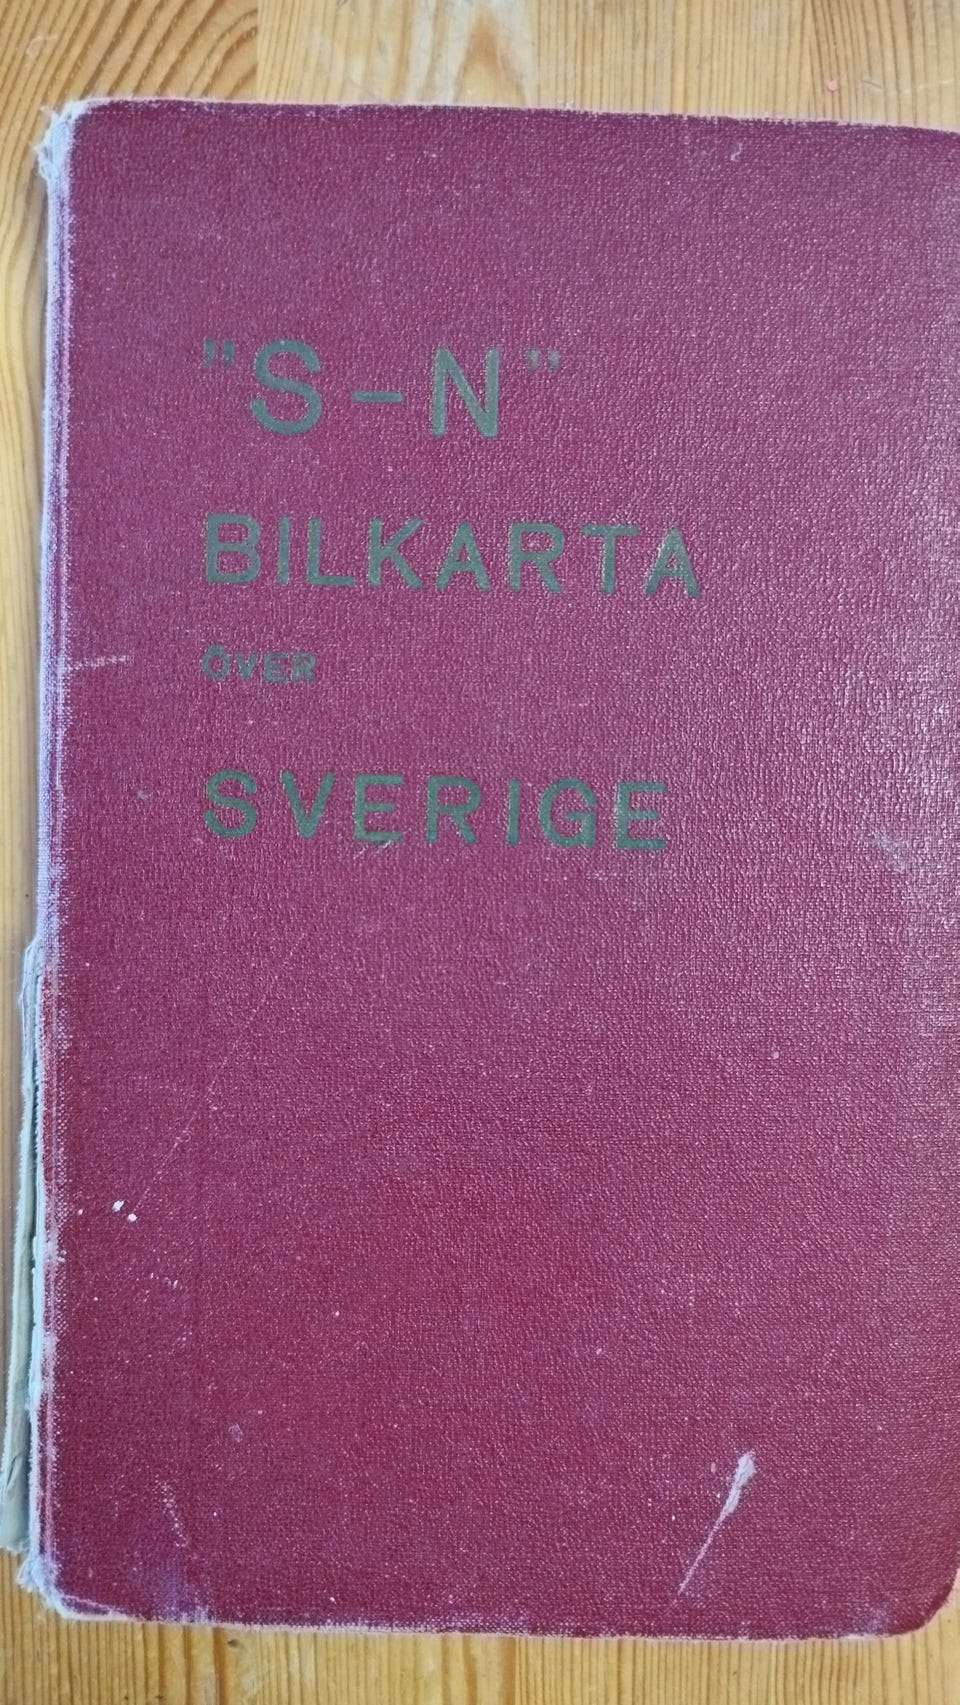 "S–N"
BILKARTA
ÖVER
SVERIGE